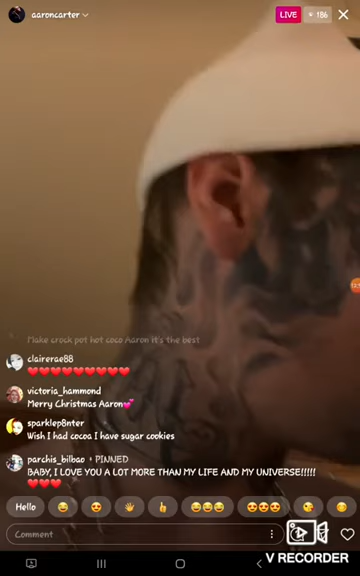 aaroncarter
LIVE
186
Make crock pot hot coco Aaron it's the best
clairerae88
victoria_hammond
Merry Christmas Aaron
sparklep8nter
Wish I had cocoa I have sugar cookies
parchis_bilbao • PINNED
BABY, I LOVE YOU A LOT MORE THAN MY LIFE AND MY UNIVERSE!!!!!
Hello
Comment
V RECORDER